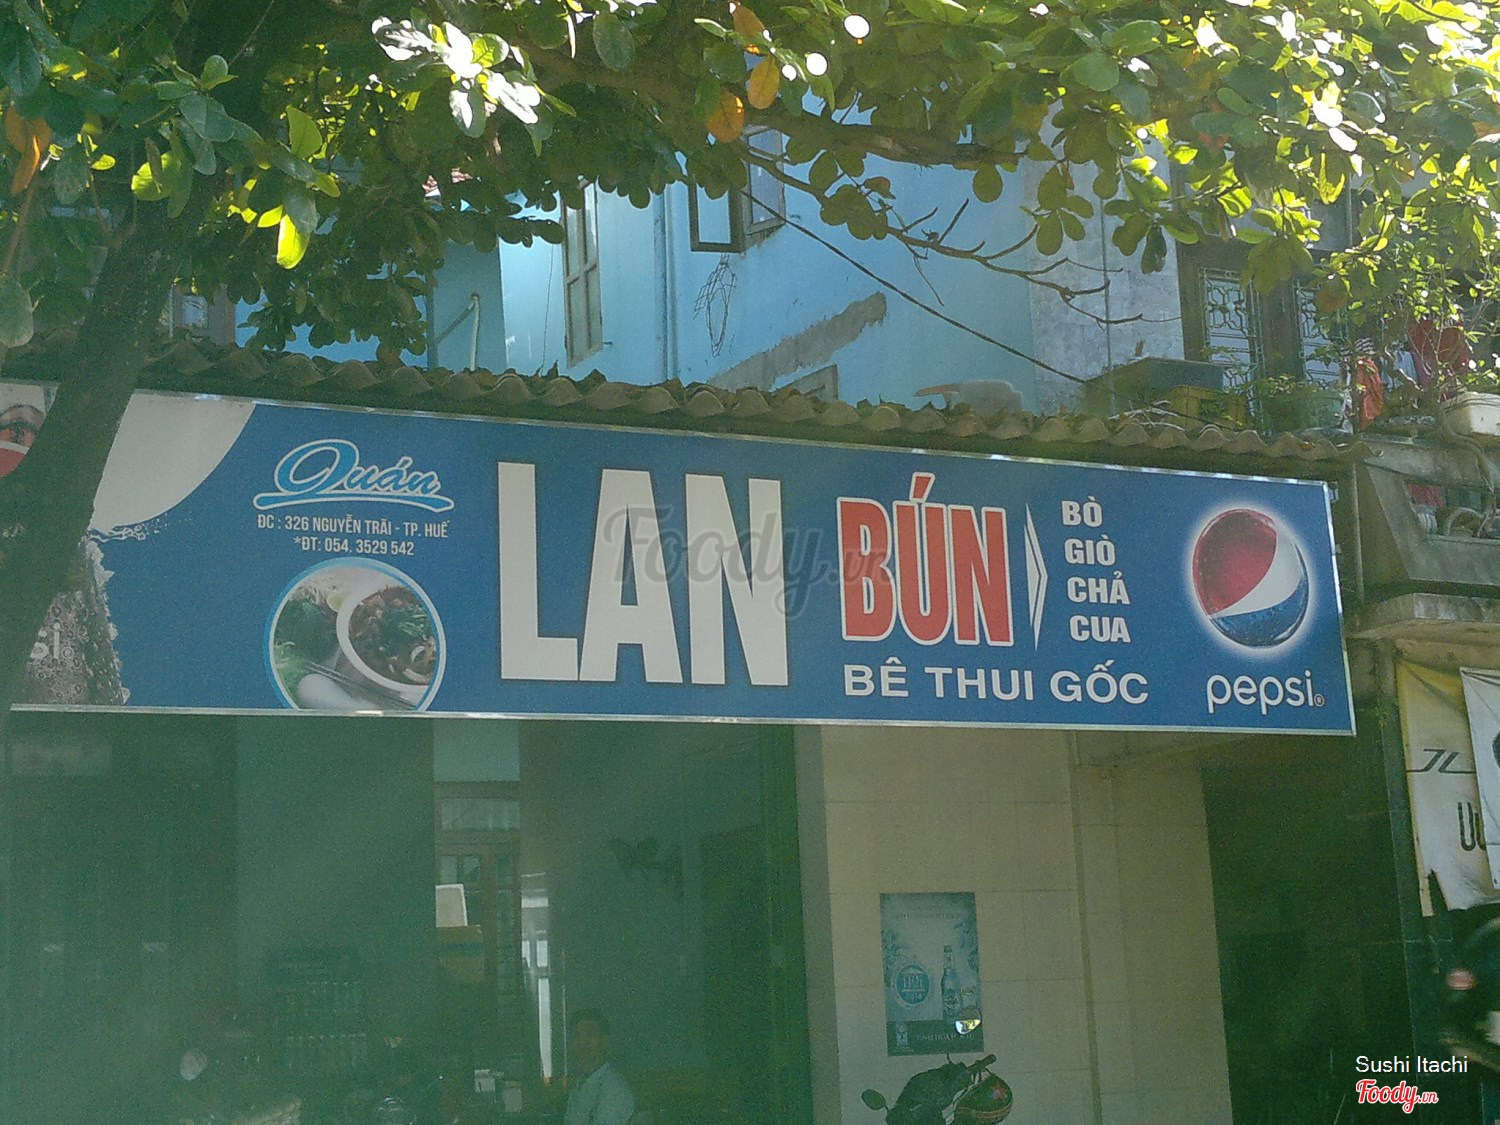 Quán
ĐC : 326 NGUYỄN TRÃI - TP. HUẾ
*ĐT: 054. 3529 542
LAN
BÚN
BÒ
GIÒ
CHẢ
CUA
BÊ THUI GỐC
pepsi®
Foody.vn
Sushi Itachi
Foody.vn